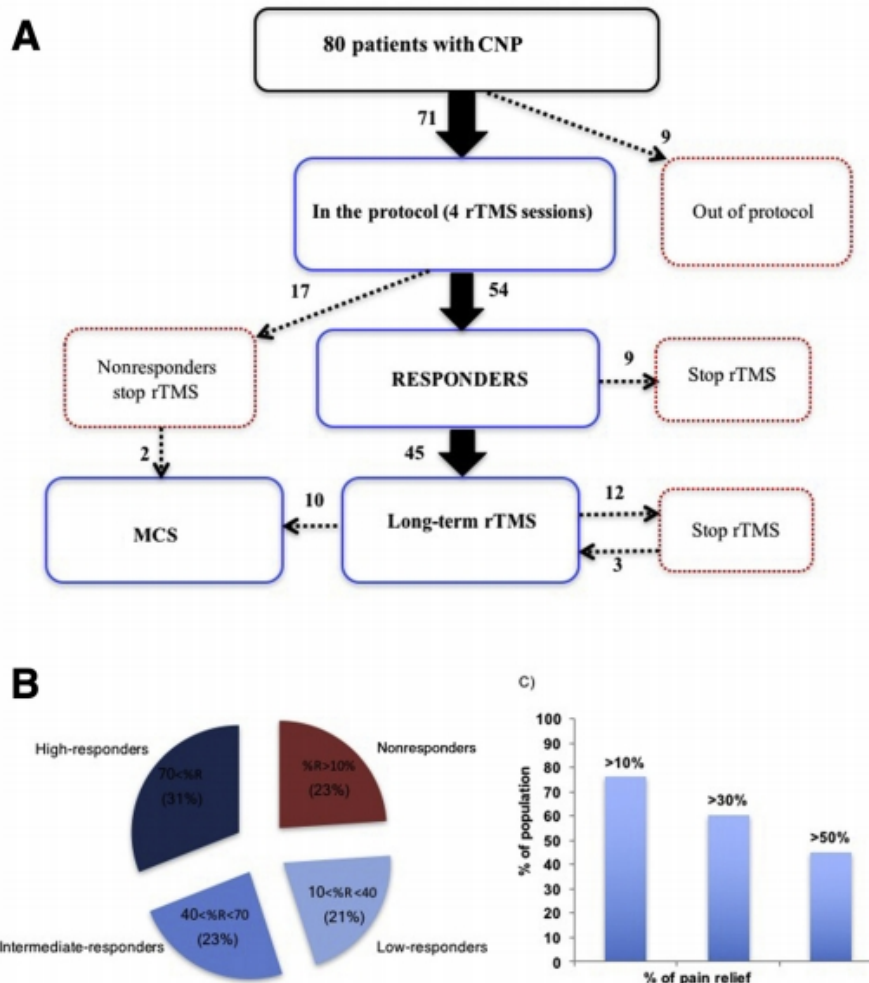 A
80 patients with CNP
71
9
In the protocol (4 rTMS sessions)
Out of protocol
17
54
Nonresponders
stop rTMS
RESPONDERS
9
Stop rTMS
2
45
MCS
10
Long-term rTMS
12
3
Stop rTMS
B
High-responders
70<%R
(31%)
%R>10%
(23%)
Nonresponders
40<%R<70
(23%)
Intermediate-responders
10<%R<40
(21%)
Low-responders
C)
% of population
100
90
80
70
60
50
40
30
20
10
0
>10%
>30%
>50%
% of pain relief